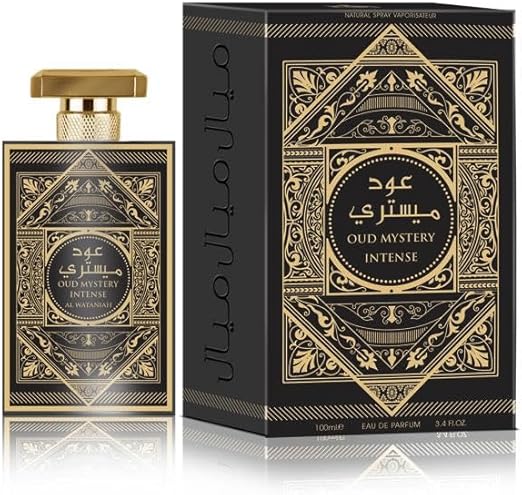 عود
ميستري
OUD MYSTERY
INTENSE
AL WATANIAH
NATURAL SPRAY VAPORISATEUR
عود
ميستري
OUD MYSTERY
INTENSE
100ml℮ EAU DE PARFUM 3.4 FL.OZ.